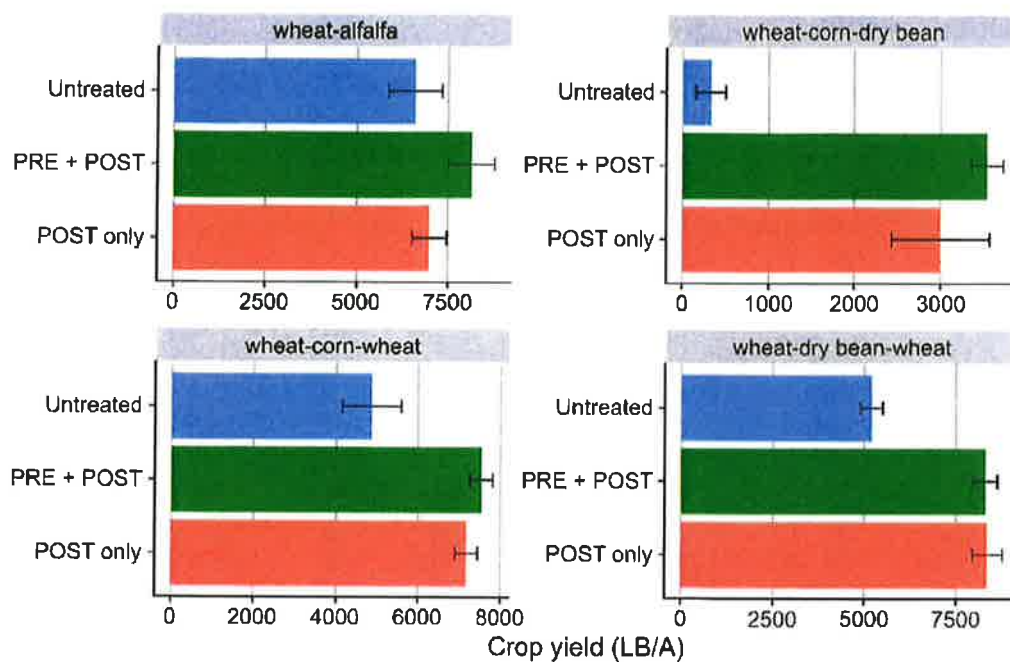 wheat-alfalfa
Untreated
PRE + POST
POST only
0 2500 5000 7500
wheat-corn-dry bean
Untreated
PRE + POST
POST only
0 1000 2000 3000
wheat-corn-wheat
Untreated
PRE + POST
POST only
0 2000 4000 6000 8000
wheat-dry bean-wheat
Untreated
PRE + POST
POST only
0 2500 5000 7500
Crop yield (LB/A)